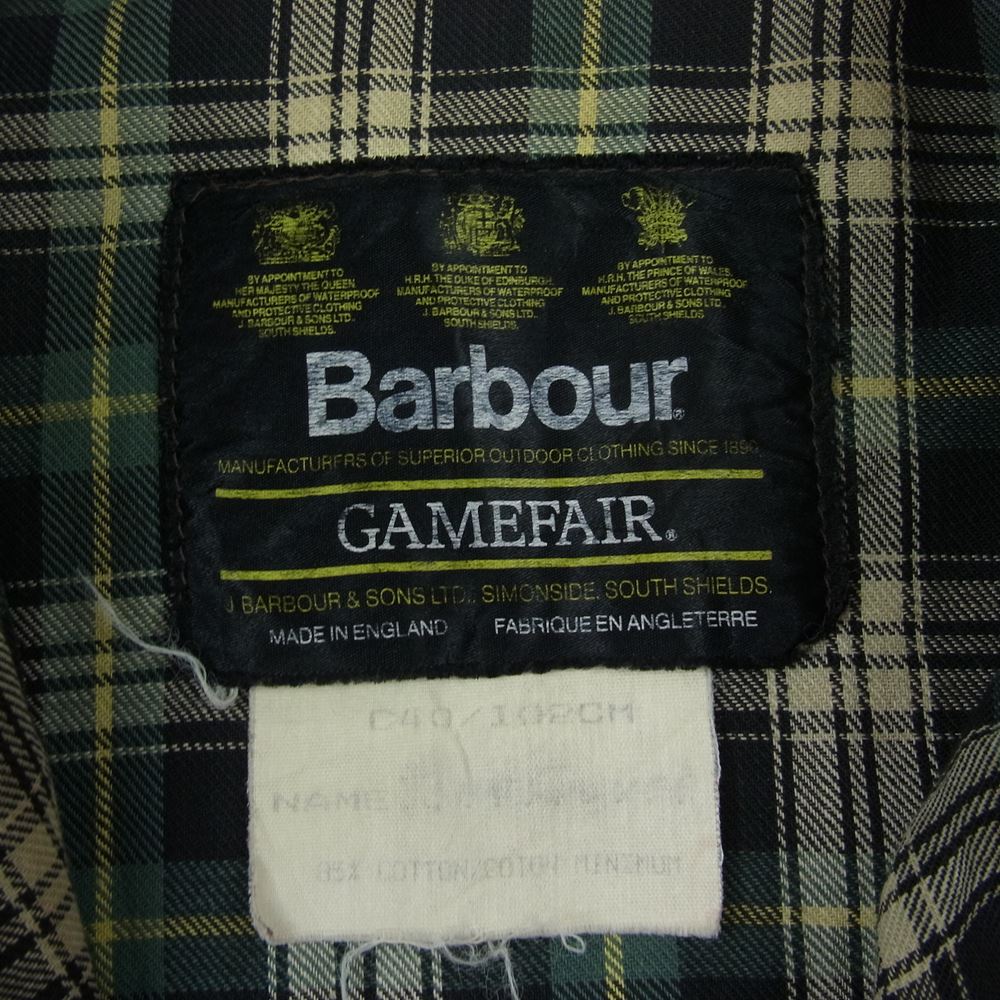 BY APPOINTMENT TO
HER MAJESTY THE QUEEN
MANUFACTURERS OF WATERPROOF
AND PROTECTIVE CLOTHING
J. BARBOUR & SONS LTD.
SOUTH SHIELDS.
BY APPOINTMENT TO
H.R.H. THE DUKE OF EDINBURGH
MANUFACTURERS OF WATERPROOF
AND PROTECTIVE CLOTHING
J. BARBOUR & SONS LTD.,
SOUTH SHIELDS.
BY APPOINTMENT TO
H.R.H. THE PRINCE OF WALES
MANUFACTURERS OF WATERPROOF
AND PROTECTIVE CLOTHING
J. BARBOUR & SONS LTD.,
SOUTH SHIELDS.
Barbour®
MANUFACTURERS OF SUPERIOR OUTDOOR CLOTHING SINCE
GAMEFAIR®
J. BARBOUR & SONS LTD., SIMONSIDE, SOUTH SHIELDS.
MADE IN ENGLAND FABRIQUE EN ANGLETERRE
C40/102CM
NAME
COTTON/COTON MINIMUM